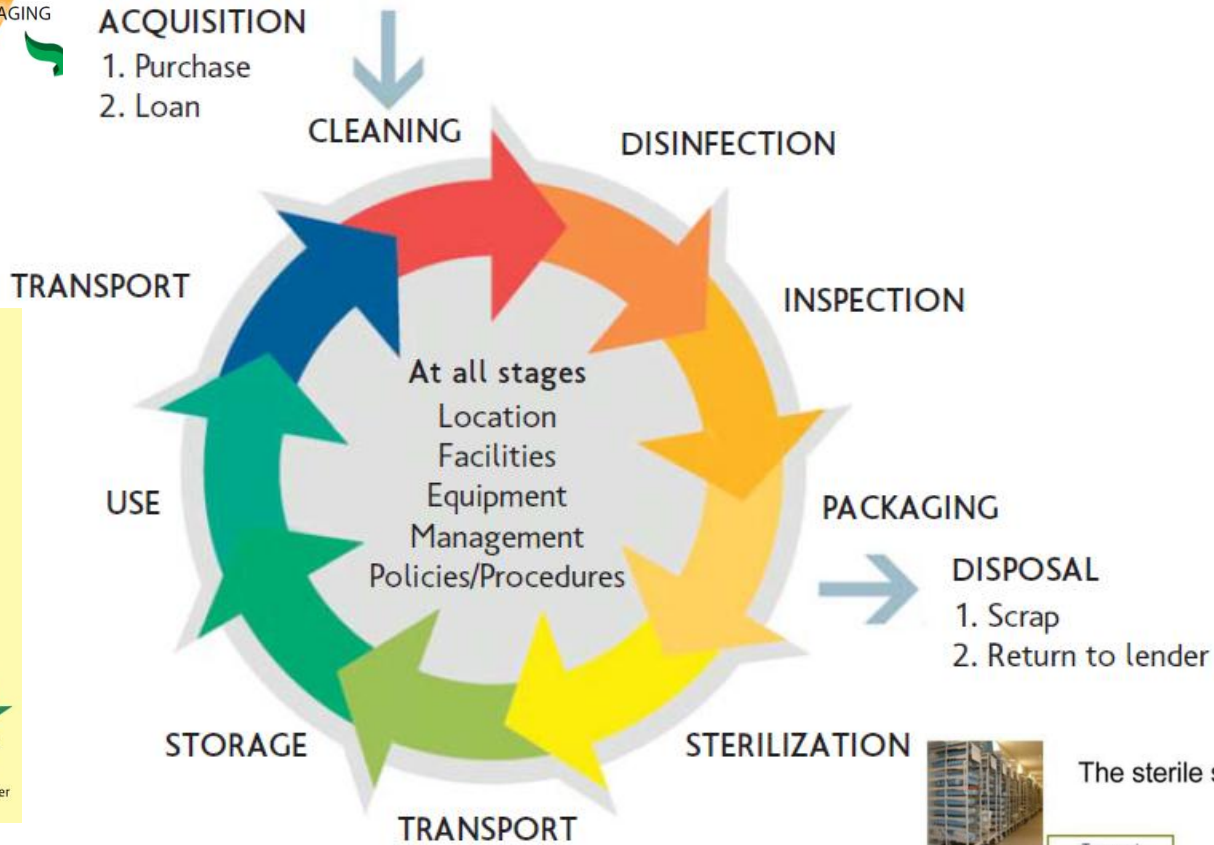 ACQUISITION
1. Purchase
2. Loan
CLEANING
DISINFECTION
TRANSPORT
INSPECTION
At all stages
Location
Facilities
Equipment
Management
Policies/Procedures
USE
PACKAGING
DISPOSAL
1. Scrap
2. Return to lender
STORAGE
STERILIZATION
The sterile
TRANSPORT